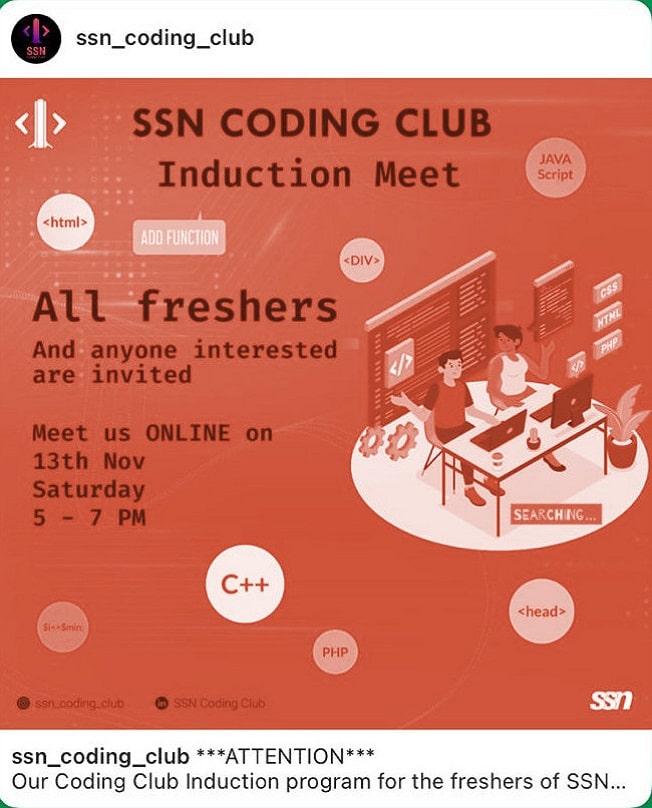 SSN
ssn_coding_club
SSN CODING CLUB
Induction Meet
JAVA
Script
<html>
ADD FUNCTION
<DIV>
All freshers
And anyone interested
are invited
CSS
HTML
PHP
</>
</>
Meet us ONLINE on
13th Nov
Saturday
5 - 7 PM
SEARCHING...
C++
<head>
PHP
ssn_coding_club
SSN Coding Club
ssn
ssn_coding_club ***ATTENTION***
Our Coding Club Induction program for the freshers of SSN...